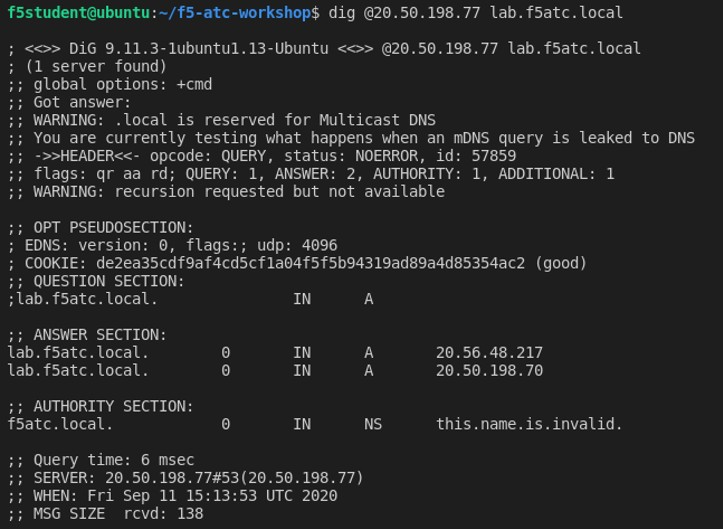 f5student@ubuntu:~/f5-atc-workshop$ dig @20.50.198.77 lab.f5atc.local
; <<>> DiG 9.11.3-1ubuntu1.13-Ubuntu <<>> @20.50.198.77 lab.f5atc.local
; (1 server found)
;; global options: +cmd
;; Got answer:
;; WARNING: .local is reserved for Multicast DNS
;; You are currently testing what happens when an mDNS query is leaked to DNS
;; ->>HEADER<<- opcode: QUERY, status: NOERROR, id: 57859
;; flags: qr aa rd; QUERY: 1, ANSWER: 2, AUTHORITY: 1, ADDITIONAL: 1
;; WARNING: recursion requested but not available
;; OPT PSEUDOSECTION:
; EDNS: version: 0, flags:; udp: 4096
; COOKIE: de2ea35cdf9af4cd5cf1a04f5f5b94319ad89a4d85354ac2 (good)
;; QUESTION SECTION:
;lab.f5atc.local. IN A
;; ANSWER SECTION:
lab.f5atc.local. 0 IN A 20.56.48.217
lab.f5atc.local. 0 IN A 20.50.198.70
;; AUTHORITY SECTION:
f5atc.local. 0 IN NS this.name.is.invalid.
;; Query time: 6 msec
;; SERVER: 20.50.198.77#53(20.50.198.77)
;; WHEN: Fri Sep 11 15:13:53 UTC 2020
;; MSG SIZE rcvd: 138